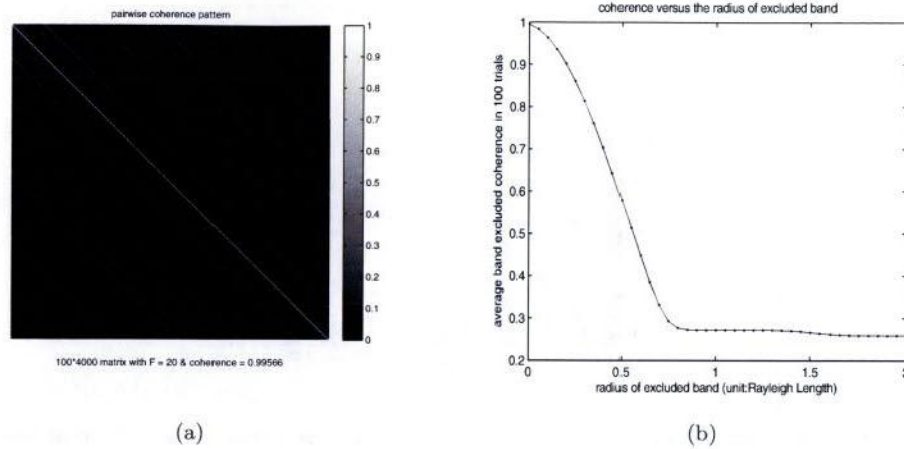 pairwise coherence pattern
1
0.9
0.8
0.7
0.6
0.5
0.4
0.3
0.2
0.1
0
100*4000 matrix with F = 20 & coherence = 0.99566
(a)
coherence versus the radius of excluded band
average band excluded coherence in 100 trials
1
0.9
0.8
0.7
0.6
0.5
0.4
0.3
0.2
0 0.5 1 1.5 2
radius of excluded band (unit:Rayleigh Length)
(b)